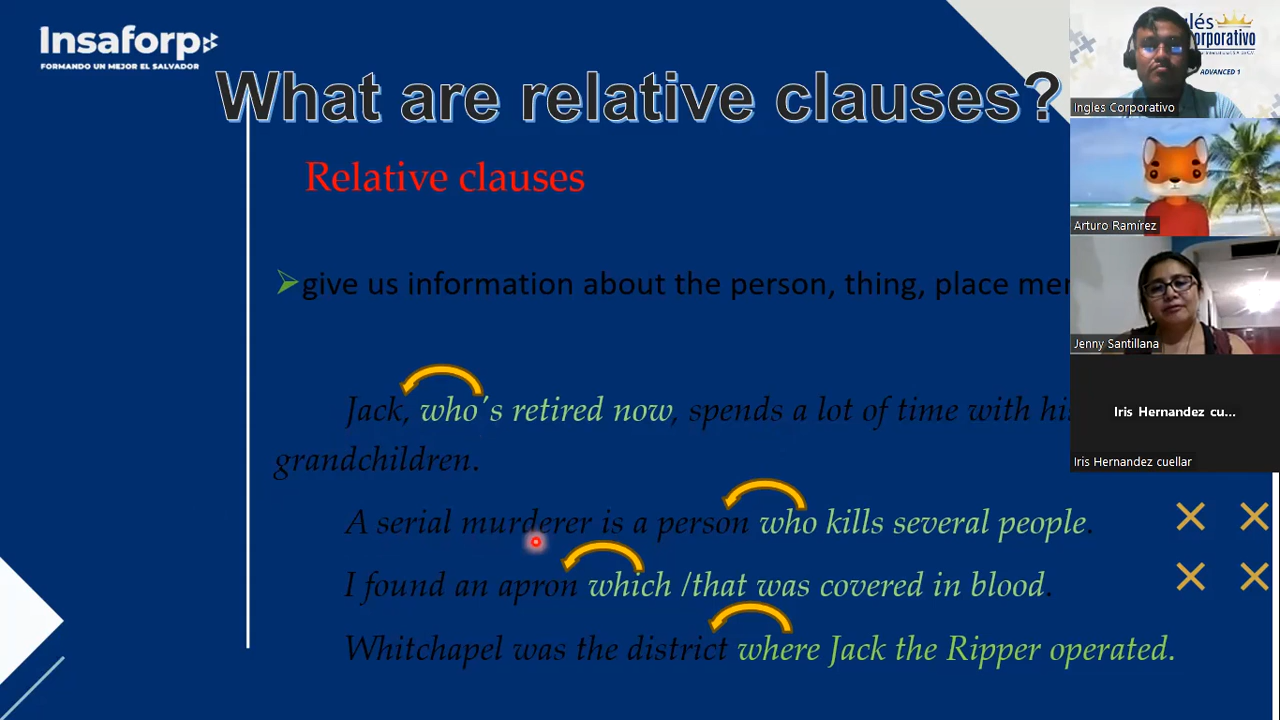 Insaforp
FORMANDO UN MEJOR EL SALVADOR
What are relative clauses?
Relative clauses
give us information about the person, thing, place
Jack, who's retired now, spends a lot of time with his
grandchildren.
A serial murderer is a person who kills several people.
I found an apron which /that was covered in blood.
Whitchapel was the district where Jack the Ripper operated.
ADVANCED 1
Ingles Corporativo
Arturo Ramírez
Jenny Santillana
Iris Hernandez cu...
Iris Hernandez cuellar